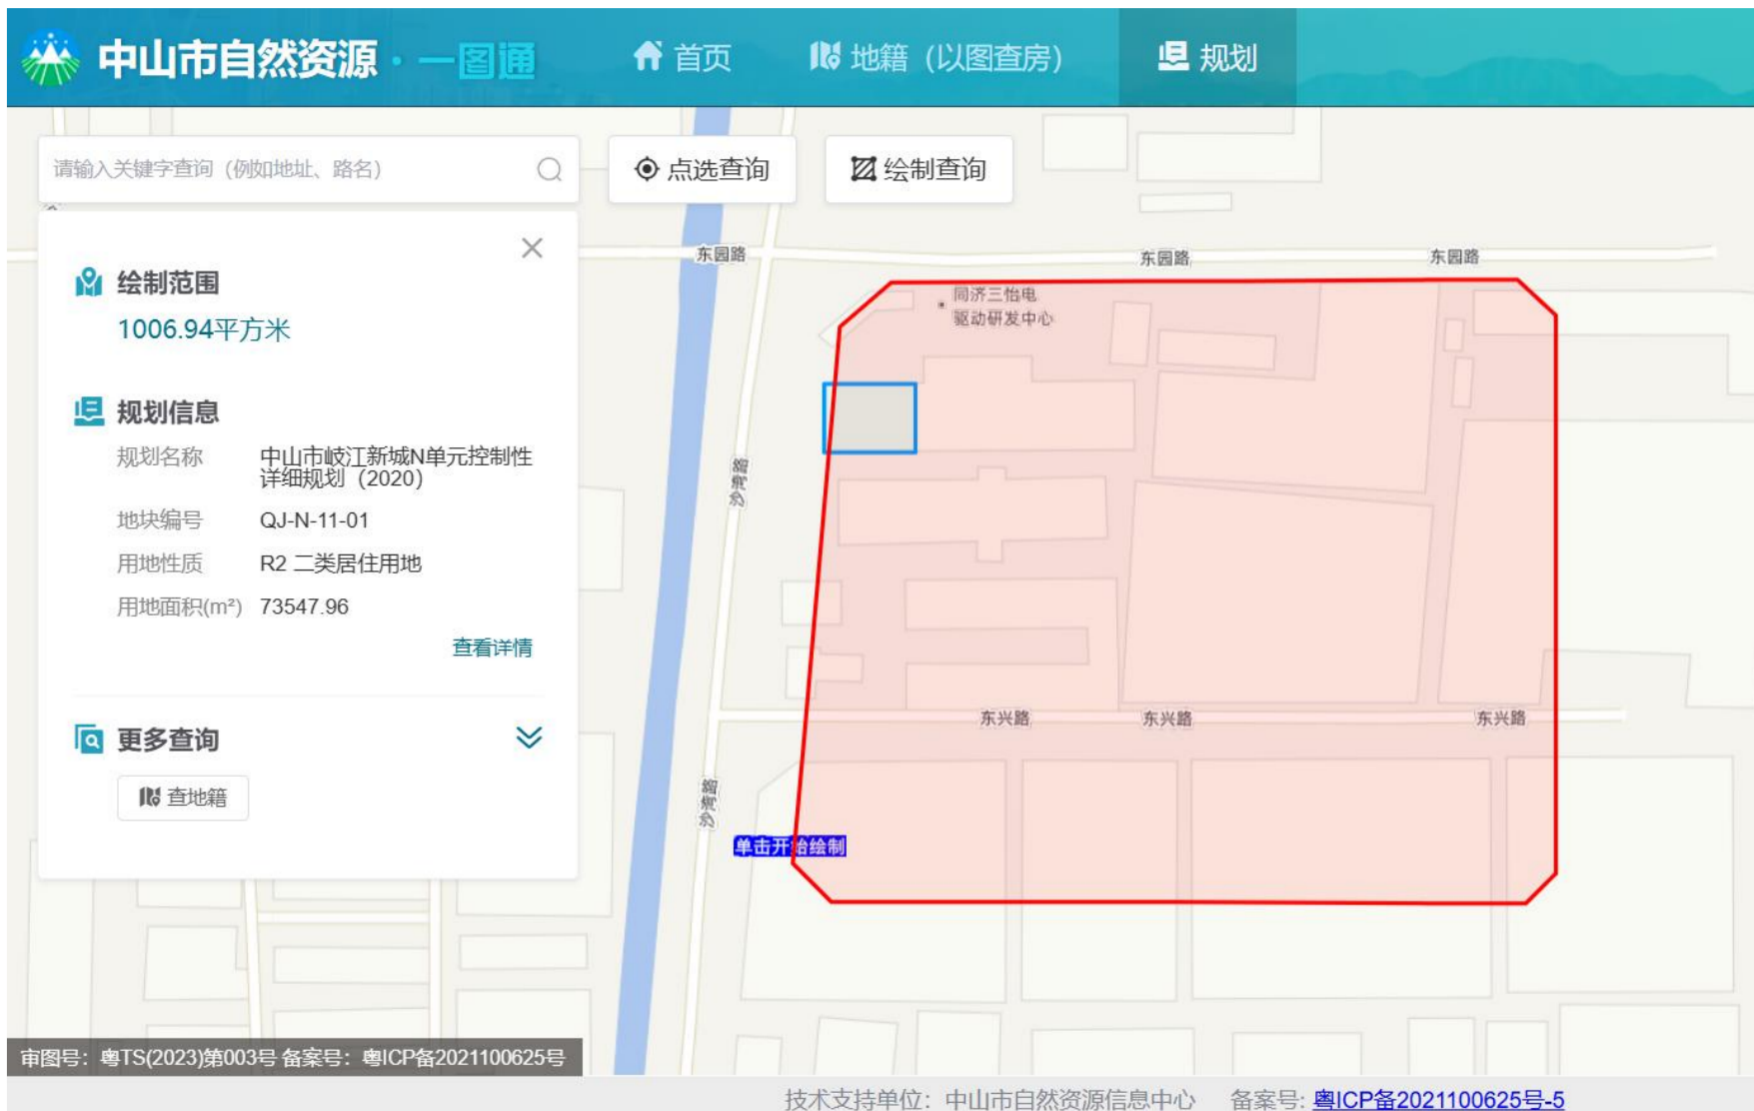 中山市自然资源·一图通
首页
地籍（以图查房）
规划
请输入关键字查询（例如地址、路名）
点选查询
绘制查询
绘制范围
1006.94平方米
规划信息
规划名称
中山市岐江新城N单元控制性
详细规划（2020）
地块编号
QJ-N-11-01
用地性质
R2 二类居住用地
用地面积(m²)
73547.96
查看详情
更多查询
查地籍
东园路
东园路
东园路
同济三怡电
驱动研发中心
沙湾路
东兴路
东兴路
东兴路
沙湾路
单击开始绘制
审图号：粤TS(2023)第003号 备案号：粤ICP备2021100625号
技术支持单位：中山市自然资源信息中心
备案号: 粤ICP备2021100625号-5